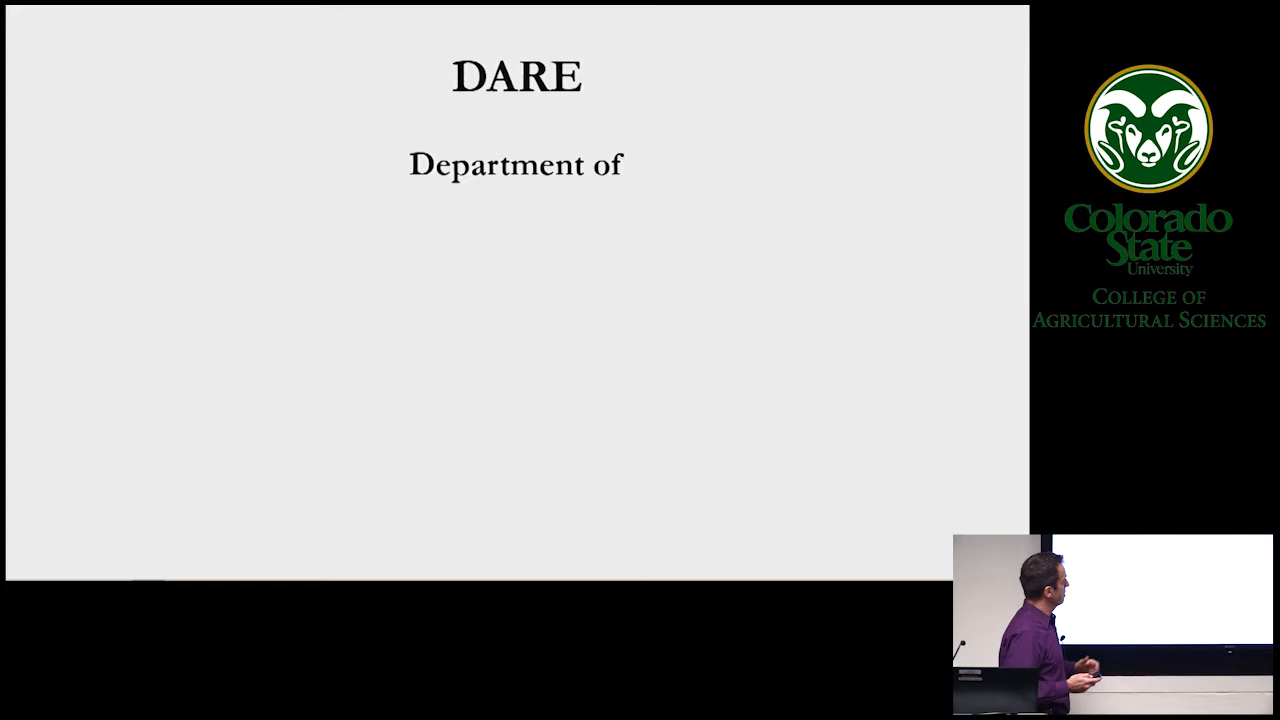 DARE
Department of
Colorado
State
University
COLLEGE OF
AGRICULTURAL SCIENCES